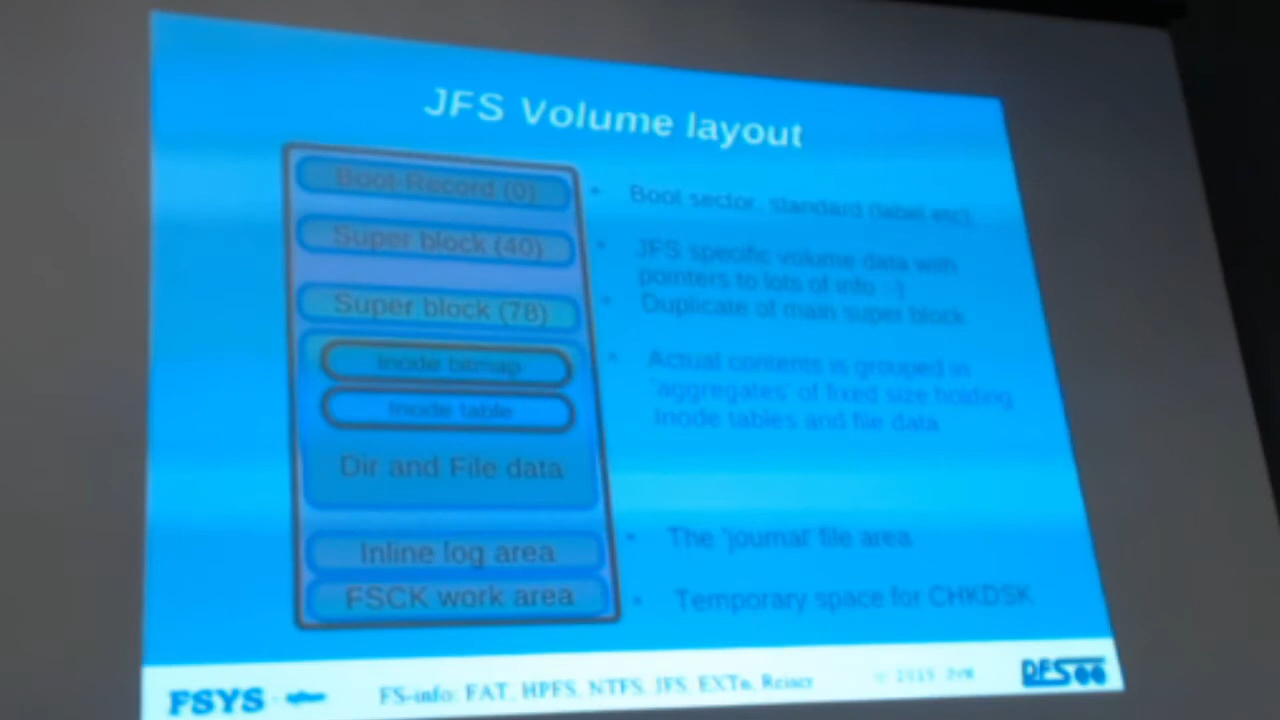 JFS Volume layout
Boot Record (0)
• Boot sector, standard (label etc)
Super block (40)
• JFS specific volume data with
pointers to lots of info :-)
Super block (78)
• Duplicate of main super block
Inode bitmap
Inode table
Dir and File data
• Actual contents is grouped in
'aggregates' of fixed size holding
Inode tables and file data
Inline log area
• The 'journal' file area
FSCK work area
• Temporary space for CHKDSK
FSYS
FS-info: FAT, HPFS, NTFS, JFS, EXTn, Reiser
DFSee